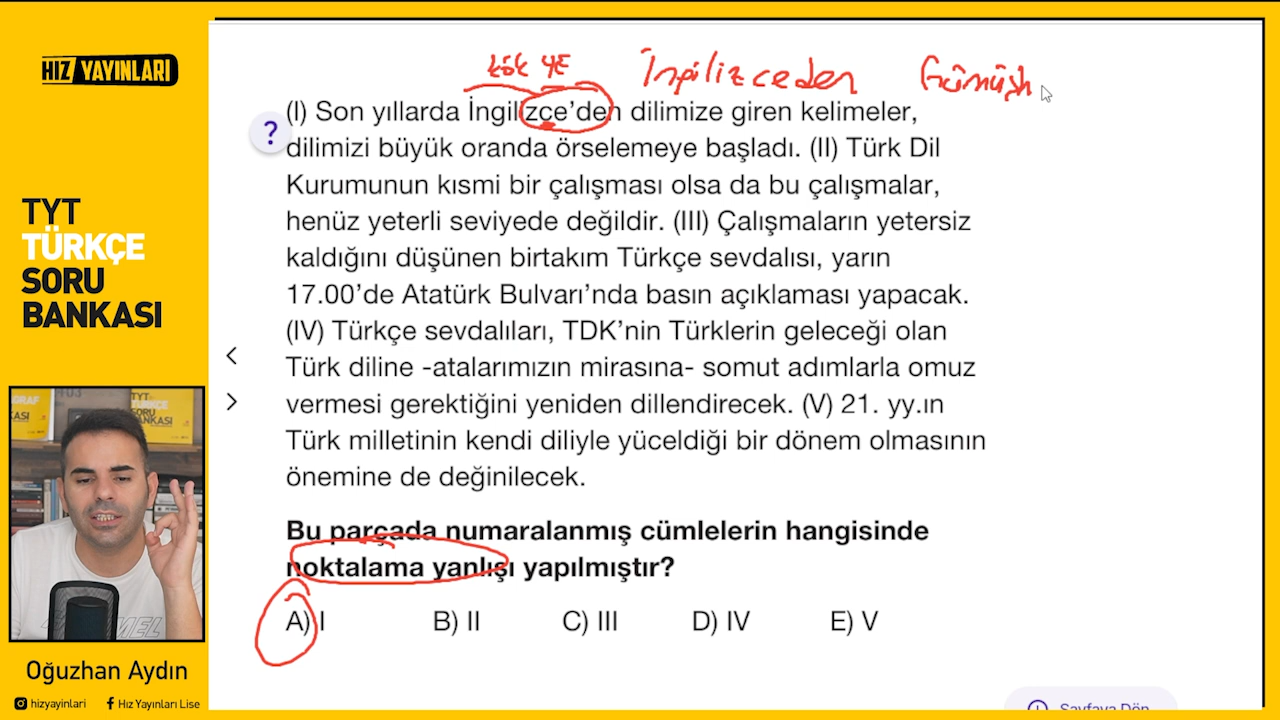 HIZ YAYINLARI
TYT
TÜRKÇE
SORU
BANKASI
Oğuzhan Aydın
hizyayinlari Hız Yayınları Lise
kök YE İngilizceden Gümüşh
(I) Son yıllarda İngilizce’den dilimize giren kelimeler,
?
dilimizi büyük oranda örselemeye başladı. (II) Türk Dil
Kurumunun kısmi bir çalışması olsa da bu çalışmalar,
henüz yeterli seviyede değildir. (III) Çalışmaların yetersiz
kaldığını düşünen birtakım Türkçe sevdalısı, yarın
17.00’de Atatürk Bulvarı’nda basın açıklaması yapacak.
(IV) Türkçe sevdalıları, TDK’nin Türklerin geleceği olan
Türk diline -atalarımızın mirasına- somut adımlarla omuz
vermesi gerektiğini yeniden dillendirecek. (V) 21. yy.ın
Türk milletinin kendi diliyle yüceldiği bir dönem olmasının
önemine de değinilecek.
Bu parçada numaralanmış cümlelerin hangisinde
noktalama yanlışı yapılmıştır?
A) I B) II C) III D) IV E) V
Sayfaya Dön